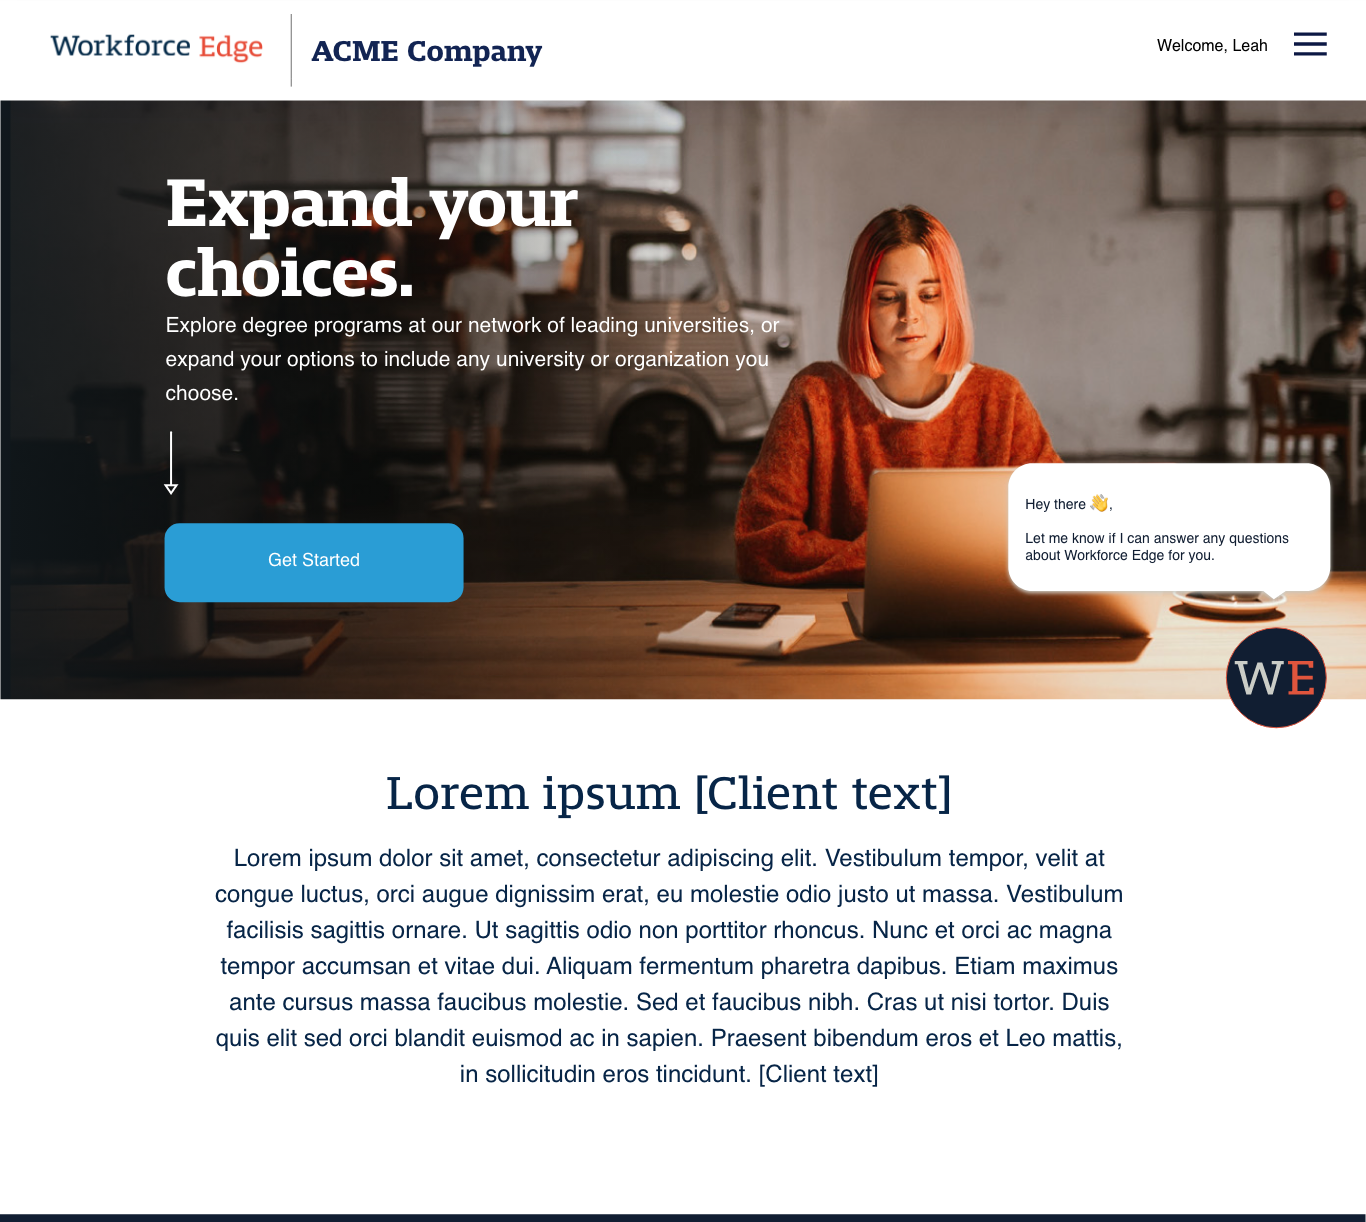 Workforce Edge
ACME Company
Welcome, Leah
Expand your
choices.
Explore degree programs at our network of leading universities, or
expand your options to include any university or organization you
choose.
Get Started
Hey there 👋,
Let me know if I can answer any questions
about Workforce Edge for you.
WE
Lorem ipsum [Client text]
Lorem ipsum dolor sit amet, consectetur adipiscing elit. Vestibulum tempor, velit at
congue luctus, orci augue dignissim erat, eu molestie odio justo ut massa. Vestibulum
facilisis sagittis ornare. Ut sagittis odio non porttitor rhoncus. Nunc et orci ac magna
tempor accumsan et vitae dui. Aliquam fermentum pharetra dapibus. Etiam maximus
ante cursus massa faucibus molestie. Sed et faucibus nibh. Cras ut nisi tortor. Duis
quis elit sed orci blandit euismod ac in sapien. Praesent bibendum eros et Leo mattis,
in sollicitudin eros tincidunt. [Client text]